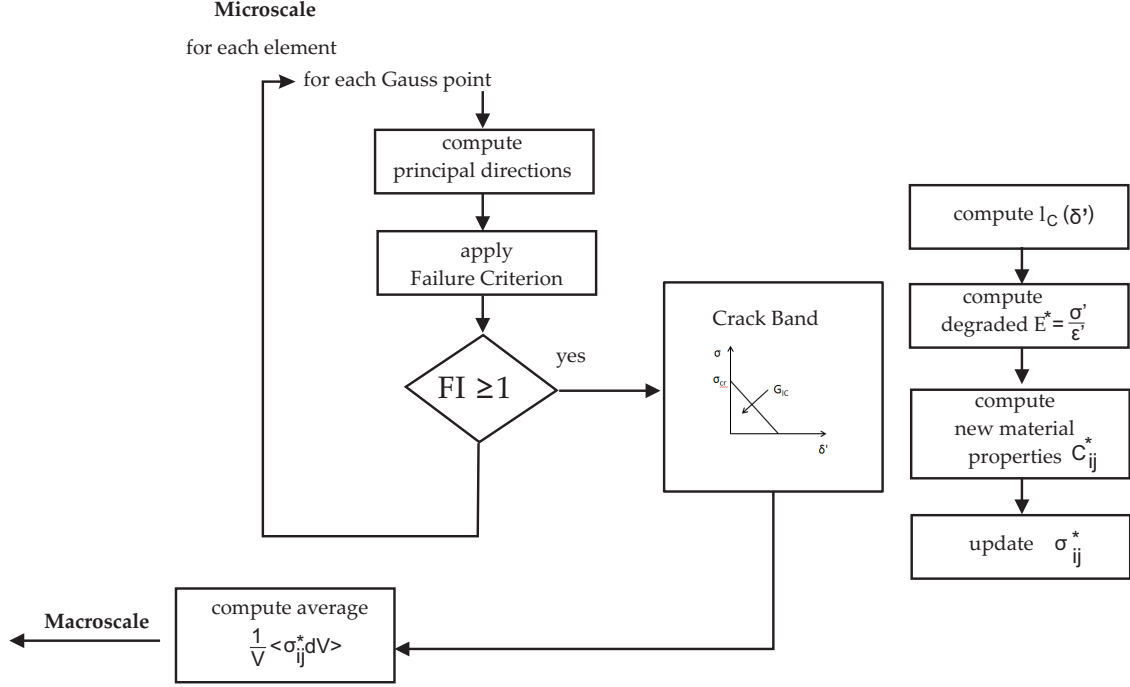 Microscale
for each element
for each Gauss point
compute
principal directions
apply
Failure Criterion
FI ≥1
yes
Crack Band
σ
σcr
GIC
δ'
compute lC (δ')
compute
degraded E*= σ'/ε'
compute
new material
properties C*ij
update σ*ij
Macroscale
compute average
1/V <σ*ij dV>